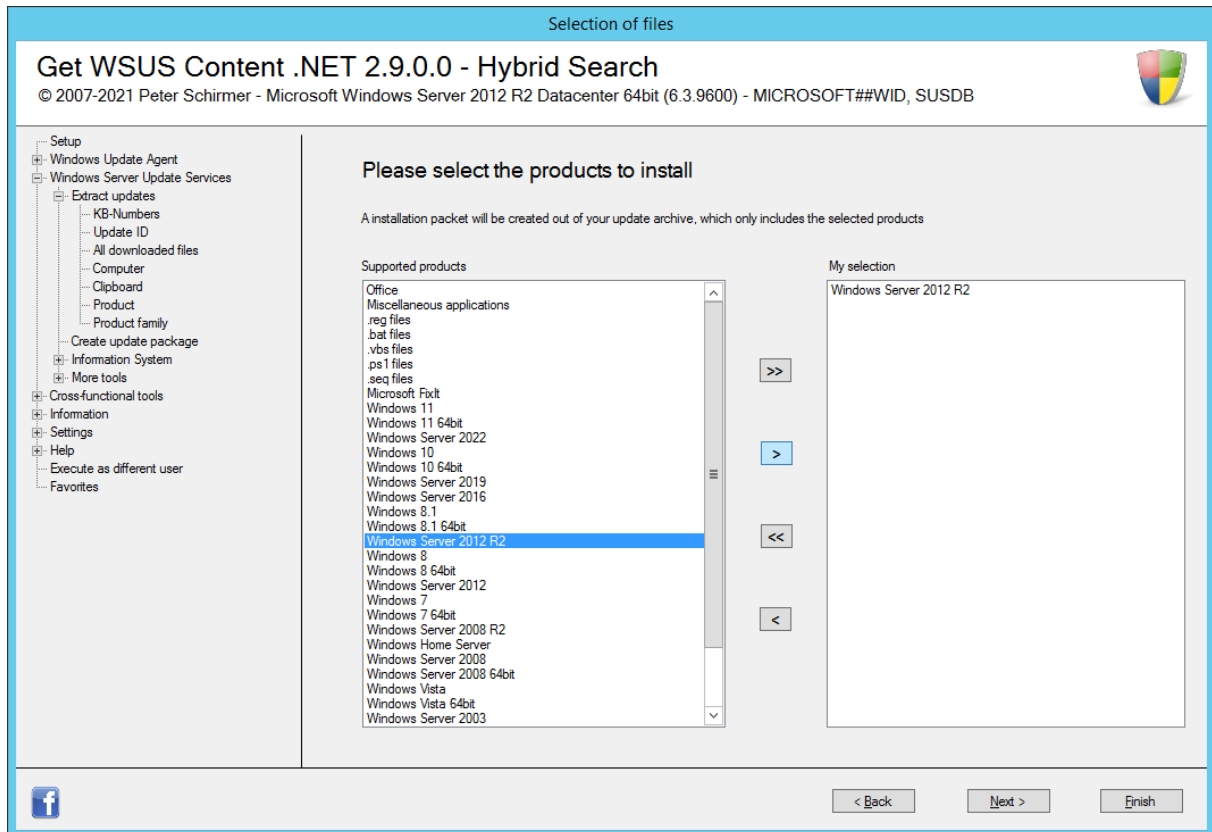 Selection of files
Get WSUS Content .NET 2.9.0.0 - Hybrid Search
© 2007-2021 Peter Schirmer - Microsoft Windows Server 2012 R2 Datacenter 64bit (6.3.9600) - MICROSOFT##WID, SUSDB
Setup
Windows Update Agent
Windows Server Update Services
Extract updates
KB-Numbers
Update ID
All downloaded files
Computer
Clipboard
Product
Product family
Create update package
Information System
More tools
Cross-functional tools
Information
Settings
Help
Execute as different user
Favorites
Please select the products to install
A installation packet will be created out of your update archive, which only includes the selected products
Supported products
Office
Miscellaneous applications
.reg files
.bat files
.vbs files
.ps1 files
.seq files
Microsoft FixIt
Windows 11
Windows 11 64bit
Windows Server 2022
Windows 10
Windows 10 64bit
Windows Server 2019
Windows Server 2016
Windows 8.1
Windows 8.1 64bit
Windows Server 2012 R2
Windows 8
Windows 8 64bit
Windows Server 2012
Windows 7
Windows 7 64bit
Windows Server 2008 R2
Windows Home Server
Windows Server 2008
Windows Server 2008 64bit
Windows Vista
Windows Vista 64bit
Windows Server 2003
>>
>
<<
<
My selection
Windows Server 2012 R2
f
< Back
Next >
Finish